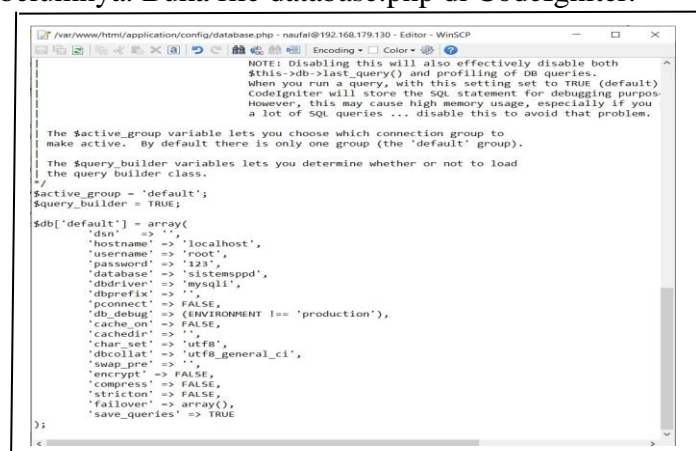 sebelumnya. Buka file database.php di CodeIgniter.
/var/www/html/application/config/database.php - naufal@192.168.179.130 - Editor - WinSCP
Encoding Color
| NOTE: Disabling this will also effectively disable both
| $this->db->last_query() and profiling of DB queries.
| When you run a query, with this setting set to TRUE (default)
| CodeIgniter will store the SQL statement for debugging purpos
| However, this may cause high memory usage, especially if you
| a lot of SQL queries ... disable this to avoid that problem.
|
| The $active_group variable lets you choose which connection group to
| make active. By default there is only one group (the 'default' group).
|
| The $query_builder variables lets you determine whether or not to load
| the query builder class.
*/
$active_group = 'default';
$query_builder = TRUE;
$db['default'] = array(
'dsn' => '',
'hostname' => 'localhost',
'username' => 'root',
'password' => '123',
'database' => 'sistemsppd',
'dbdriver' => 'mysqli',
'dbprefix' => '',
'pconnect' => FALSE,
'db_debug' => (ENVIRONMENT !== 'production'),
'cache_on' => FALSE,
'cachedir' => '',
'char_set' => 'utf8',
'dbcollat' => 'utf8_general_ci',
'swap_pre' => '',
'encrypt' => FALSE,
'compress' => FALSE,
'stricton' => FALSE,
'failover' => array(),
'save_queries' => TRUE
);